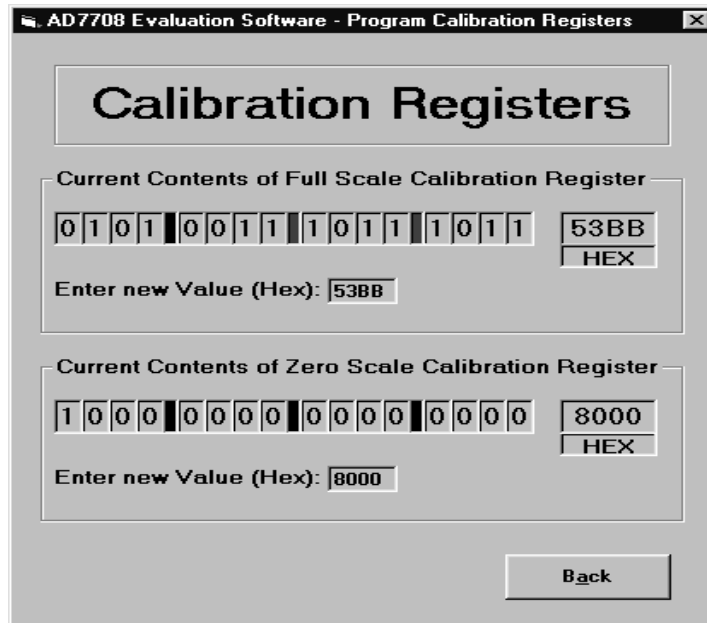 AD7708 Evaluation Software - Program Calibration Registers
Calibration Registers
Current Contents of Full Scale Calibration Register
0 1 0 1 0 0 1 1 1 0 1 1 1 0 1 1 53BB
HEX
Enter new Value (Hex): 53BB
Current Contents of Zero Scale Calibration Register
1 0 0 0 0 0 0 0 0 0 0 0 0 0 0 0 8000
HEX
Enter new Value (Hex): 8000
Back